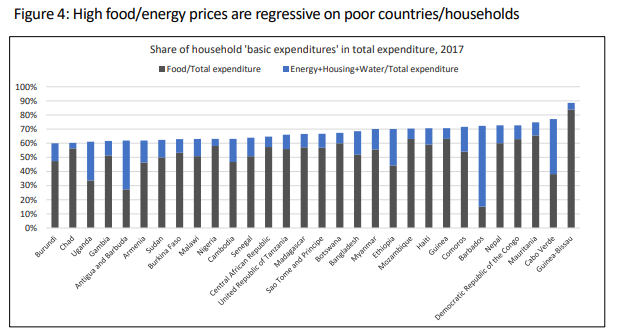 Figure 4: High food/energy prices are regressive on poor countries/households
Share of household 'basic expenditures' in total expenditure, 2017
Food/Total expenditure Energy+Housing+Water/Total expenditure
100%
90%
80%
70%
60%
50%
40%
30%
20%
10%
0%
Burundi
Chad
Uganda
Gambia
Antigua and Barbuda
Armenia
Sudan
Burkina Faso
Malawi
Nigeria
Cambodia
Senegal
Central African Republic
United Republic of Tanzania
Madagascar
Sao Tome and Principe
Botswana
Bangladesh
Myanmar
Ethiopia
Mozambique
Haiti
Guinea
Comoros
Barbados
Nepal
Democratic Republic of the Congo
Mauritania
Cabo Verde
Guinea-Bissau